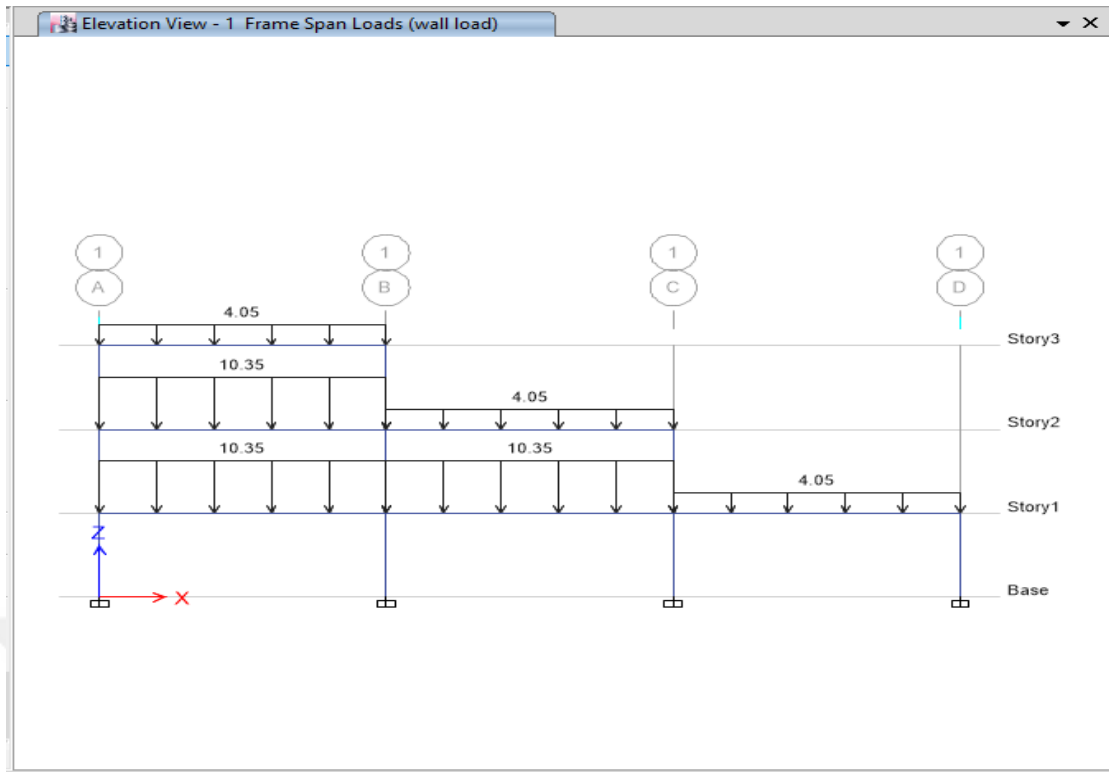 Elevation View - 1 Frame Span Loads (wall load)
1 1 1 1
A B C D
4.05
Story3
10.35
4.05
Story2
10.35 10.35
4.05
Story1
Z
X
Base